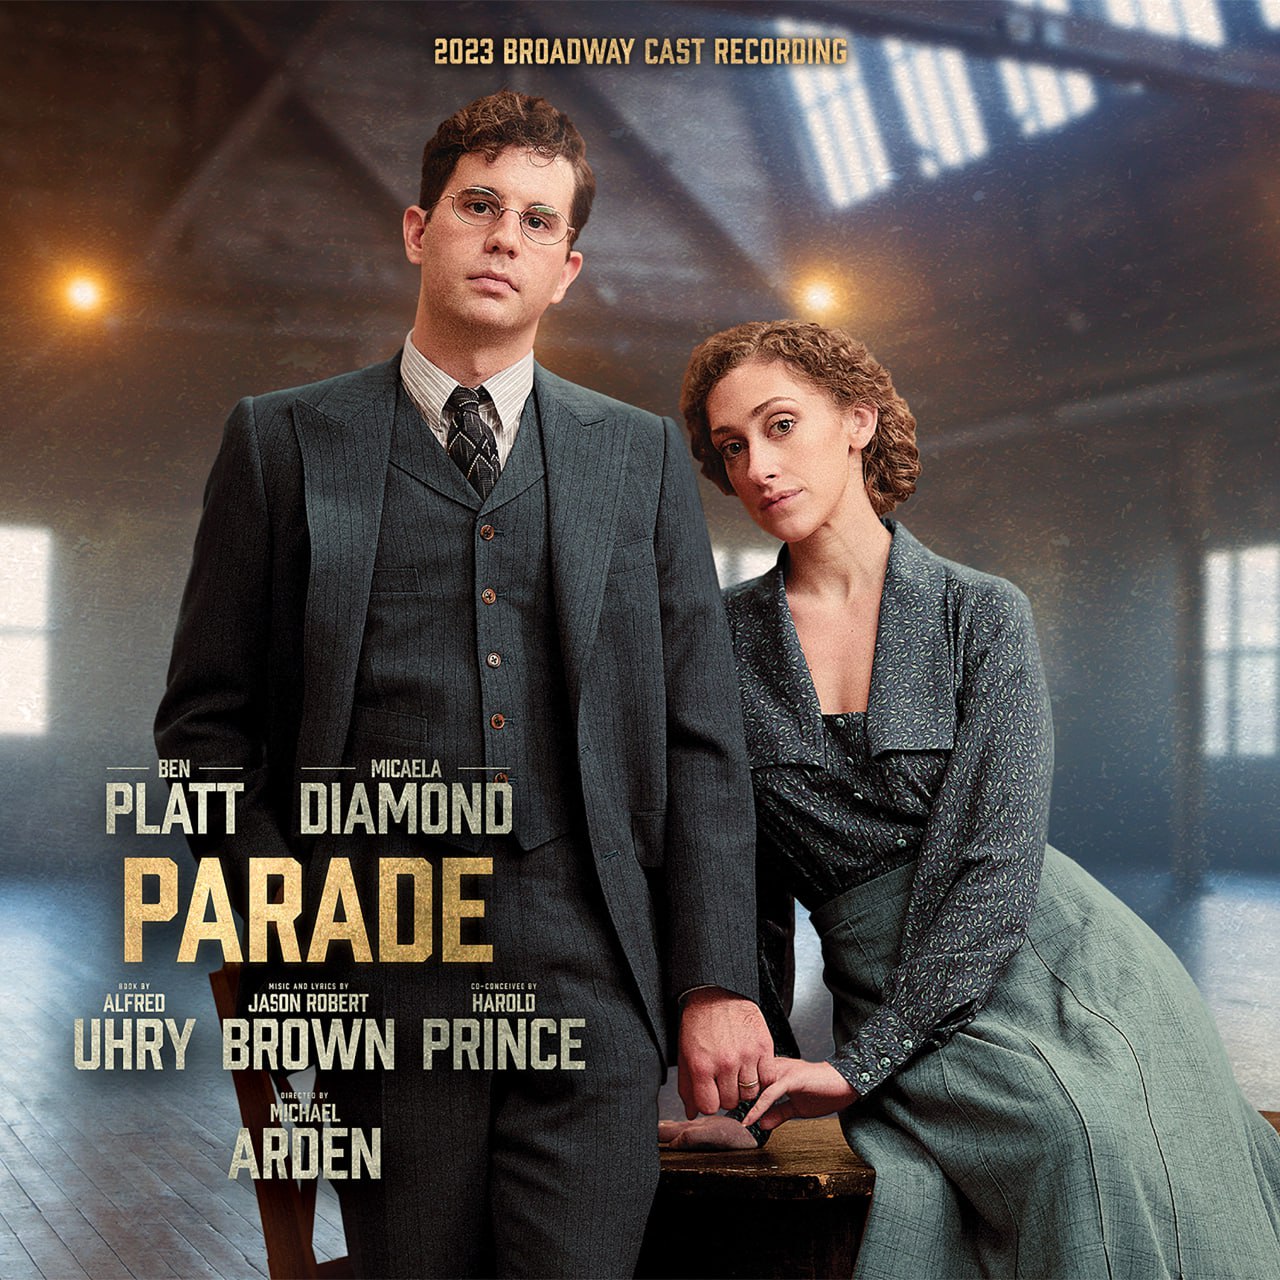 2023 BROADWAY CAST RECORDING
BEN MICAELA
PLATT DIAMOND
PARADE
BOOK BY MUSIC AND LYRICS BY CO-CONCEIVED BY
ALFRED JASON ROBERT HAROLD
UHRY BROWN PRINCE
DIRECTED BY
MICHAEL
ARDEN